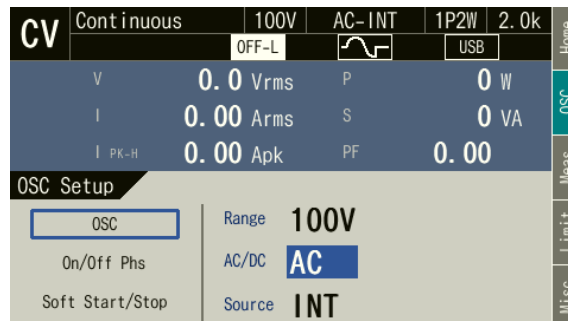 CV Continuous 100V AC-INT 1P2W 2.0k
OFF-L USB
V 0.0 Vrms P 0 W
I 0.00 Arms S 0 VA
I PK-H 0.00 Apk PF 0.00
OSC Setup
OSC
On/Off Phs
Soft Start/Stop
Range 100V
AC/DC AC
Source INT
Home
OSC
Meas
Limit
Misc